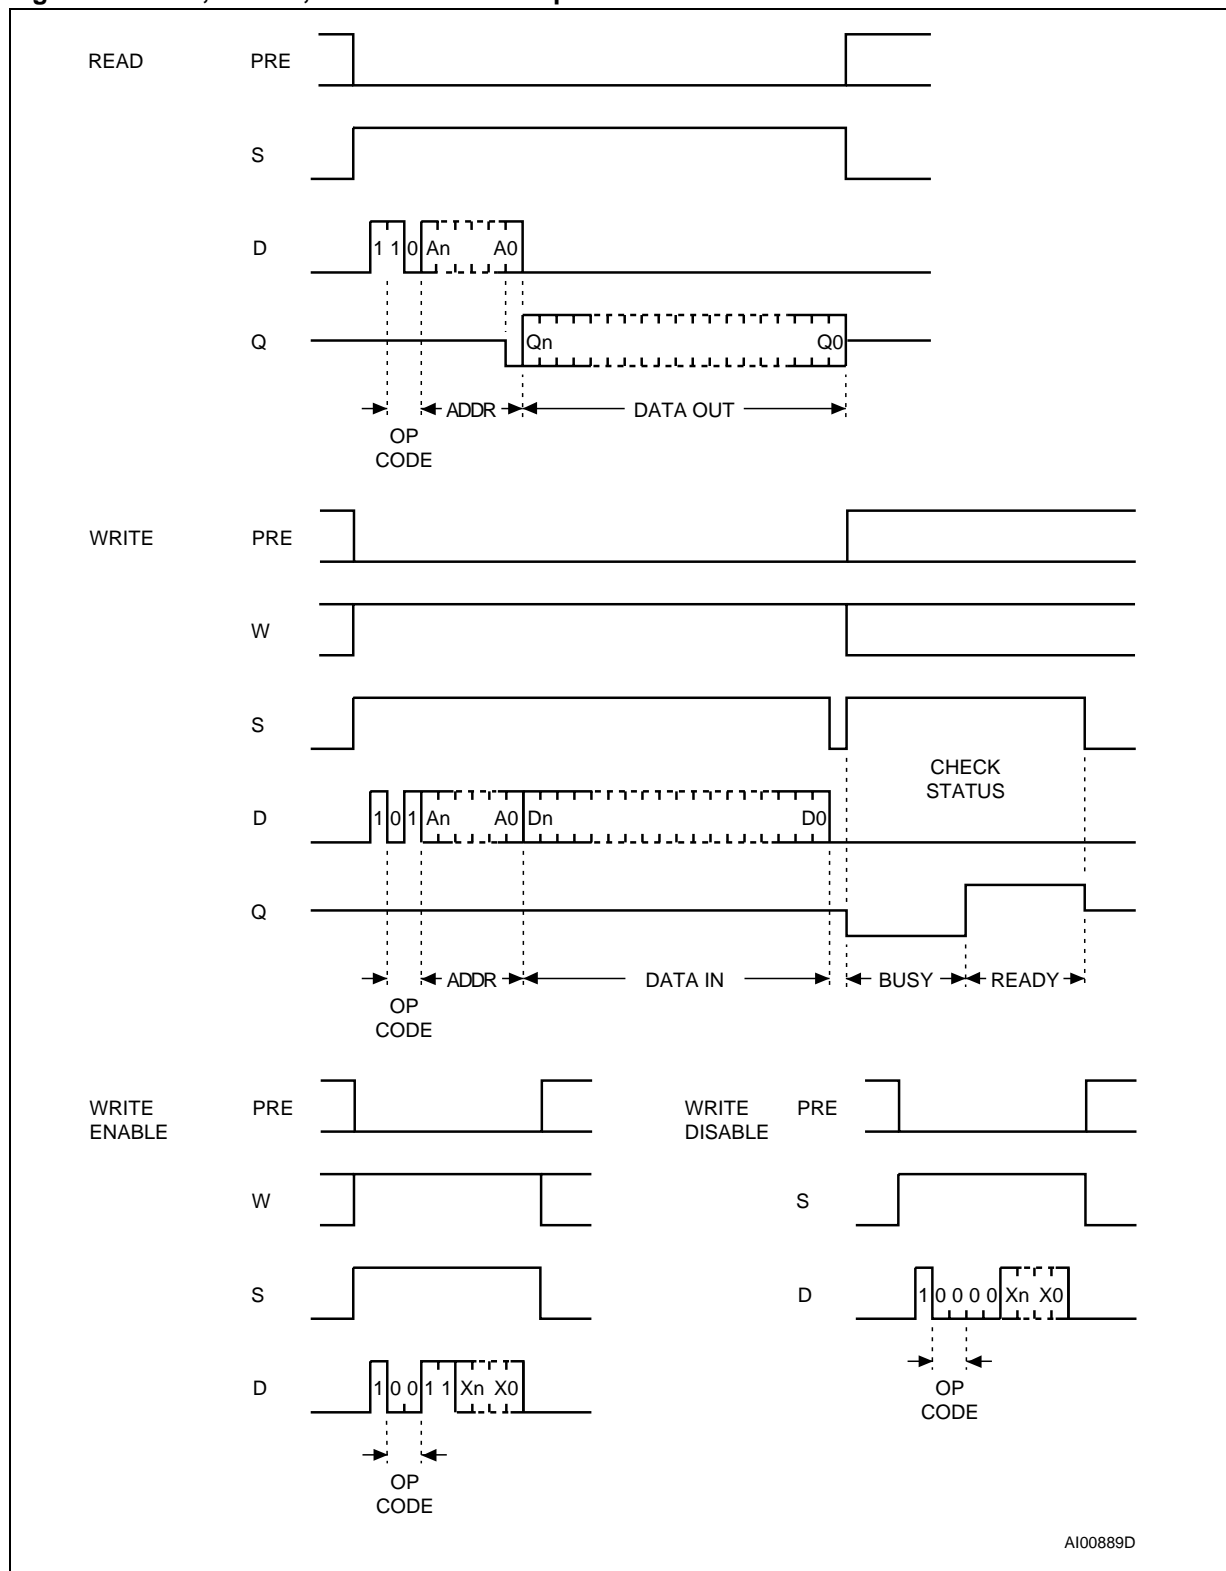 READ PRE
S
D 1 1 0 An A0
Q Qn Q0
ADDR DATA OUT
OP
CODE
WRITE PRE
W
S
CHECK
STATUS
D 1 0 1 An A0 Dn D0
Q
ADDR DATA IN BUSY READY
OP
CODE
WRITE
ENABLE PRE
W
S
D 1 0 0 1 1 Xn X0
OP
CODE
WRITE
DISABLE PRE
S
D 1 0 0 0 0 Xn X0
OP
CODE
AI00889D